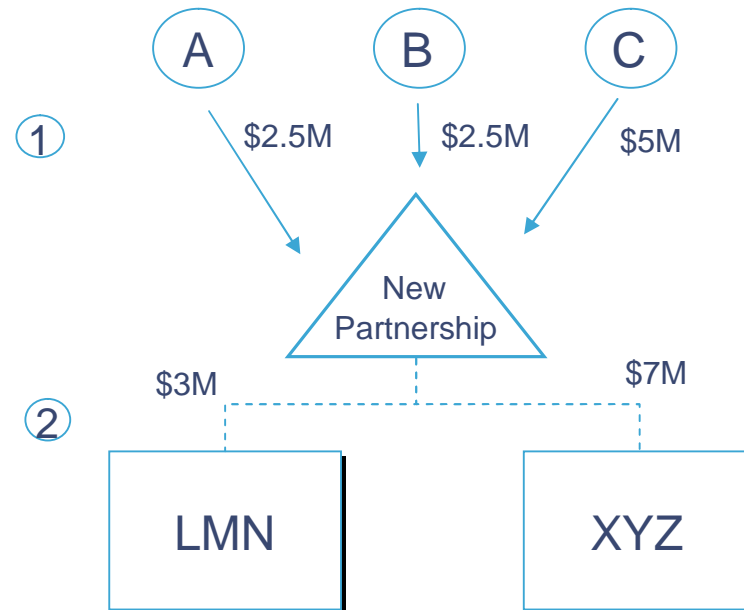 A
B
C
1
$2.5M
$2.5M
$5M
New
Partnership
$3M
$7M
2
LMN
XYZ